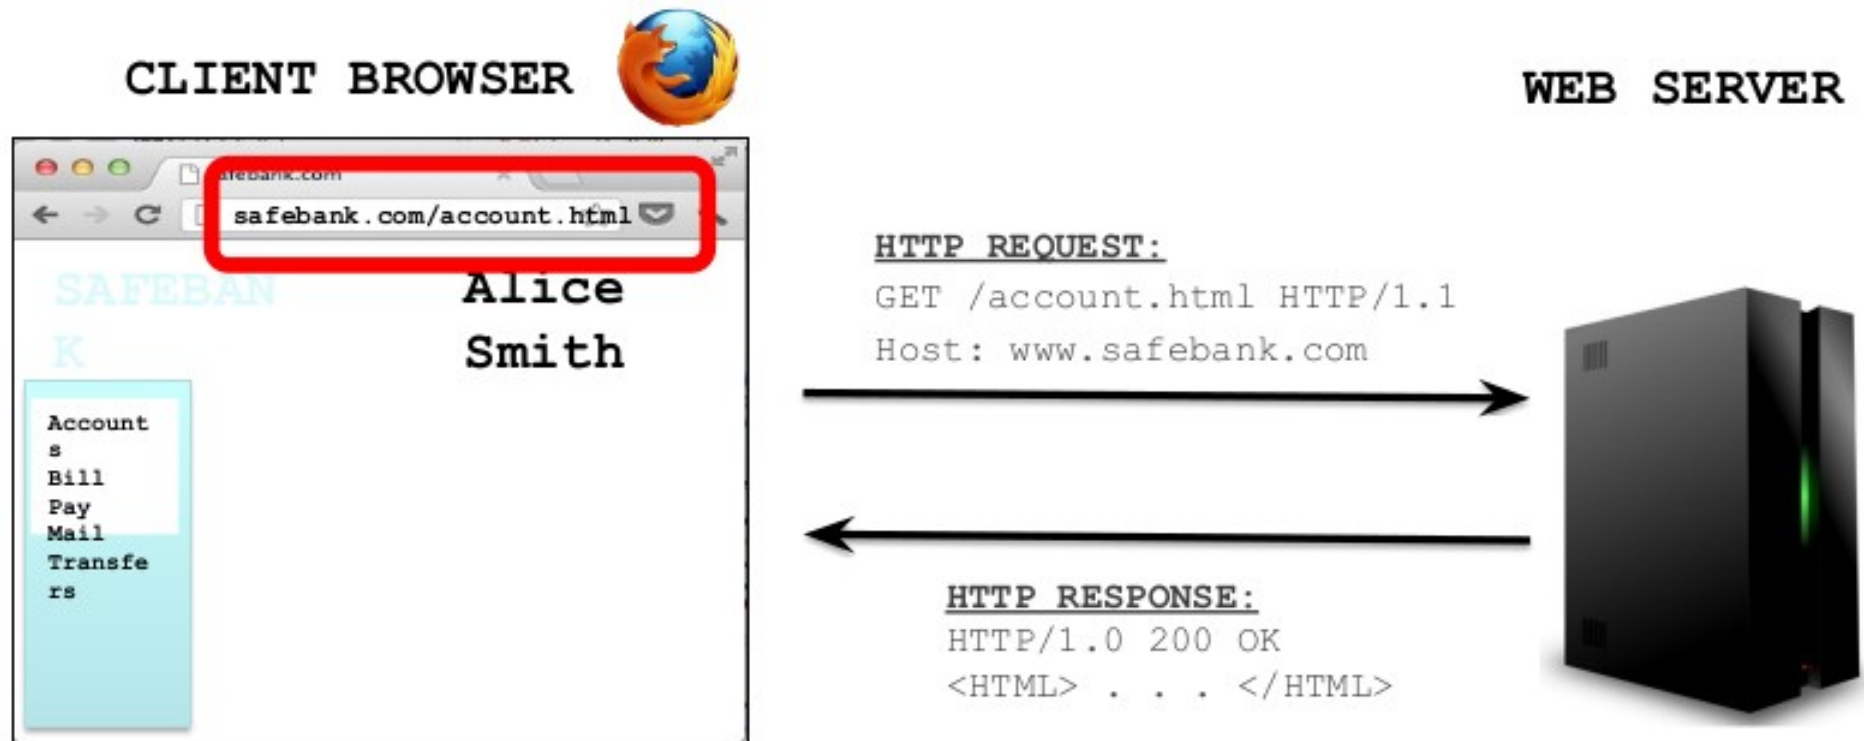 CLIENT BROWSER
WEB SERVER
safebank.com/account.html
SAFEBAN
K
Alice
Smith
Account
s
Bill
Pay
Mail
Transfe
rs
HTTP REQUEST:
GET /account.html HTTP/1.1
Host: www.safebank.com
HTTP RESPONSE:
HTTP/1.0 200 OK
<HTML> . . . </HTML>